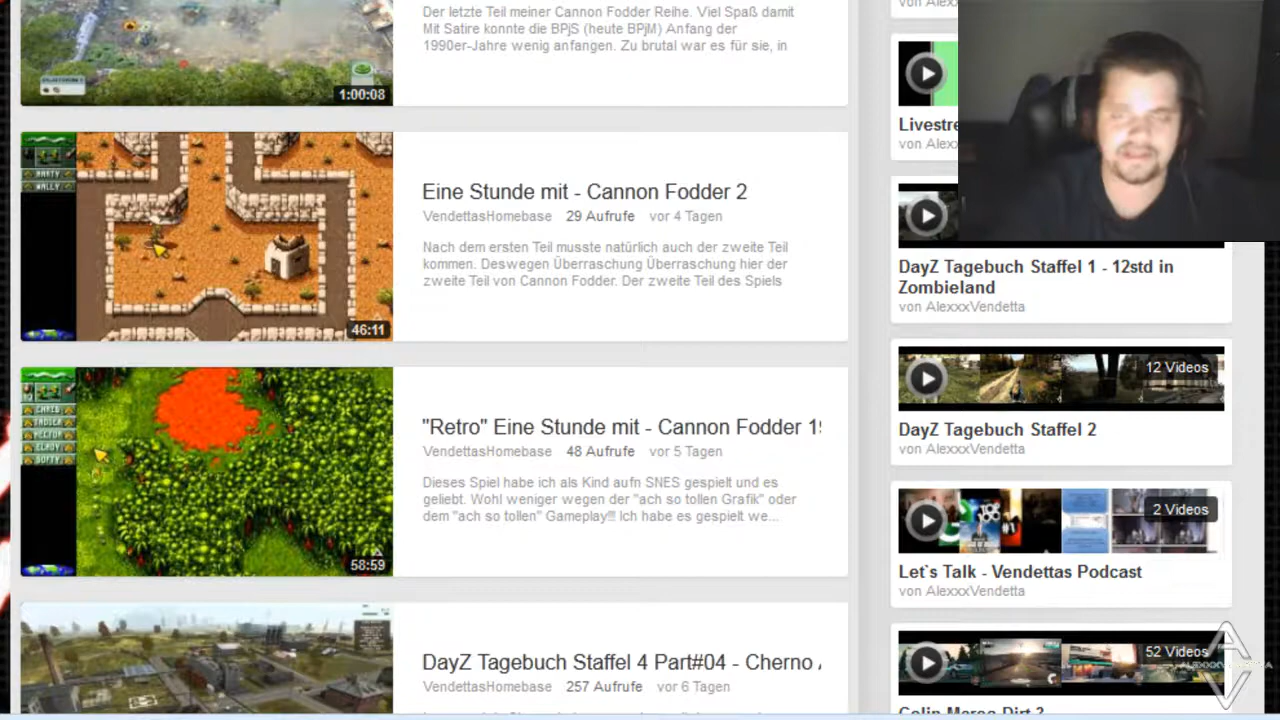 Der letzte Teil meiner Cannon Fodder Reihe. Viel Spaß damit
Mit Satire konnte die BPjS (heute BPjM) Anfang der
1990er-Jahre wenig anfangen. Zu brutal war es für sie, in
1:00:08
MARTY
WALLY
46:11
Eine Stunde mit - Cannon Fodder 2
VendettasHomebase 29 Aufrufe vor 4 Tagen
Nach dem ersten Teil musste natürlich auch der zweite Teil
kommen. Deswegen Überraschung Überraschung hier der
zweite Teil von Cannon Fodder. Der zweite Teil des Spiels
58:59
"Retro" Eine Stunde mit - Cannon Fodder
VendettasHomebase 48 Aufrufe vor 5 Tagen
Dieses Spiel habe ich als Kind aufn SNES gespielt und es
geliebt. Wohl weniger wegen der "ach so tollen Grafik" oder
dem "ach so tollen" Gameplay!!! Ich habe es gespielt we...
DayZ Tagebuch Staffel 4 Part#04 - Cherno
VendettasHomebase 257 Aufrufe vor 6 Tagen
Livestre
von Alexx
DayZ Tagebuch Staffel 1 - 12std in
Zombieland
von AlexxxVendetta
12 Videos
DayZ Tagebuch Staffel 2
von AlexxxVendetta
2 Videos
Let`s Talk - Vendettas Podcast
von AlexxxVendetta
52 Videos